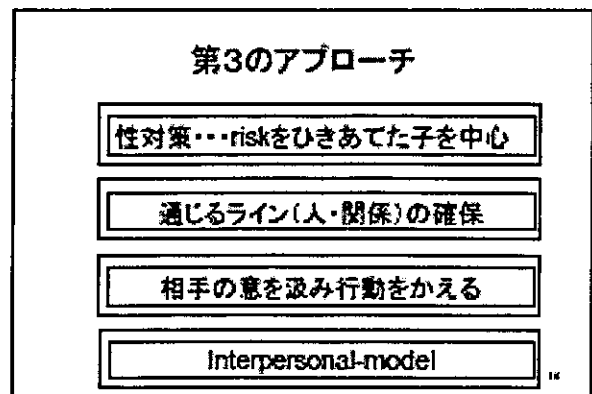 第3のアプローチ
性対策・・・riskをひきあてた子を中心
通じるライン(人・関係)の確保
相手の意を汲み行動をかえる
Interpersonal-model